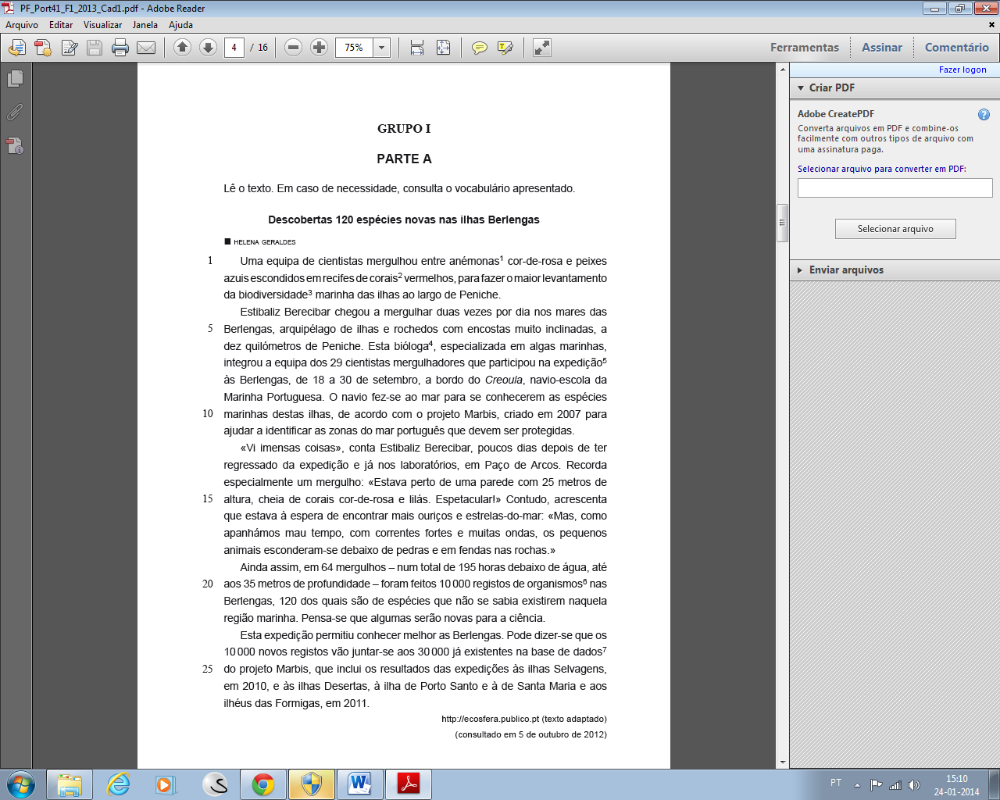 PF_Port41_F1_2013_Cad1.pdf - Adobe Reader
Arquivo Editar Visualizar Janela Ajuda
4 / 16 75% Ferramentas Assinar Comentário
Fazer logon
Criar PDF
Adobe CreatePDF
Converta arquivos em PDF e combine-os
facilmente com outros tipos de arquivo com
uma assinatura paga.
Selecionar arquivo para converter em PDF:
Selecionar arquivo
Enviar arquivos
GRUPO I
PARTE A
Lê o texto. Em caso de necessidade, consulta o vocabulário apresentado.
Descobertas 120 espécies novas nas ilhas Berlengas
■ HELENA GERALDES
1 Uma equipa de cientistas mergulhou entre anémonas¹ cor-de-rosa e peixes
azuis escondidos em recifes de corais² vermelhos, para fazer o maior levantamento
da biodiversidade³ marinha das ilhas ao largo de Peniche.
Estibaliz Berecibar chegou a mergulhar duas vezes por dia nos mares das
5 Berlengas, arquipélago de ilhas e rochedos com encostas muito inclinadas, a
dez quilómetros de Peniche. Esta bióloga⁴, especializada em algas marinhas,
integrou a equipa dos 29 cientistas mergulhadores que participou na expedição⁵
às Berlengas, de 18 a 30 de setembro, a bordo do Creoula, navio-escola da
Marinha Portuguesa. O navio fez-se ao mar para se conhecerem as espécies
10 marinhas destas ilhas, de acordo com o projeto Marbis, criado em 2007 para
ajudar a identificar as zonas do mar português que devem ser protegidas.
«Vi imensas coisas», conta Estibaliz Berecibar, poucos dias depois de ter
regressado da expedição e já nos laboratórios, em Paço de Arcos. Recorda
especialmente um mergulho: «Estava perto de uma parede com 25 metros de
15 altura, cheia de corais cor-de-rosa e lilás. Espetacular!» Contudo, acrescenta
que estava à espera de encontrar mais ouriços e estrelas-do-mar: «Mas, como
apanhámos mau tempo, com correntes fortes e muitas ondas, os pequenos
animais esconderam-se debaixo de pedras e em fendas nas rochas.»
Ainda assim, em 64 mergulhos – num total de 195 horas debaixo de água, até
20 aos 35 metros de profundidade – foram feitos 10 000 registos de organismos⁶ nas
Berlengas, 120 dos quais são de espécies que não se sabia existirem naquela
região marinha. Pensa-se que algumas serão novas para a ciência.
Esta expedição permitiu conhecer melhor as Berlengas. Pode dizer-se que os
10 000 novos registos vão juntar-se aos 30 000 já existentes na base de dados⁷
25 do projeto Marbis, que inclui os resultados das expedições às ilhas Selvagens,
em 2010, e às ilhas Desertas, à ilha de Porto Santo e à de Santa Maria e aos
ilhéus das Formigas, em 2011.
http://ecosfera.publico.pt (texto adaptado)
(consultado em 5 de outubro de 2012)
PT 15:10
24-01-2014